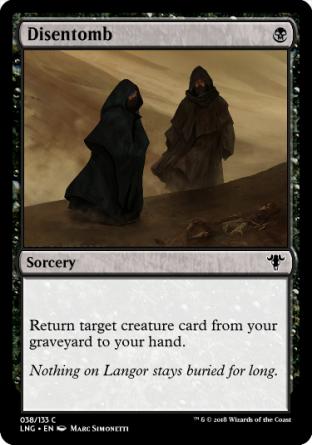 Disentomb
Sorcery
Return target creature card from your
graveyard to your hand.
Nothing on Langor stays buried for long.
038/133 C
LNG • EN Marc Simonetti
™ & © 2018 Wizards of the Coast